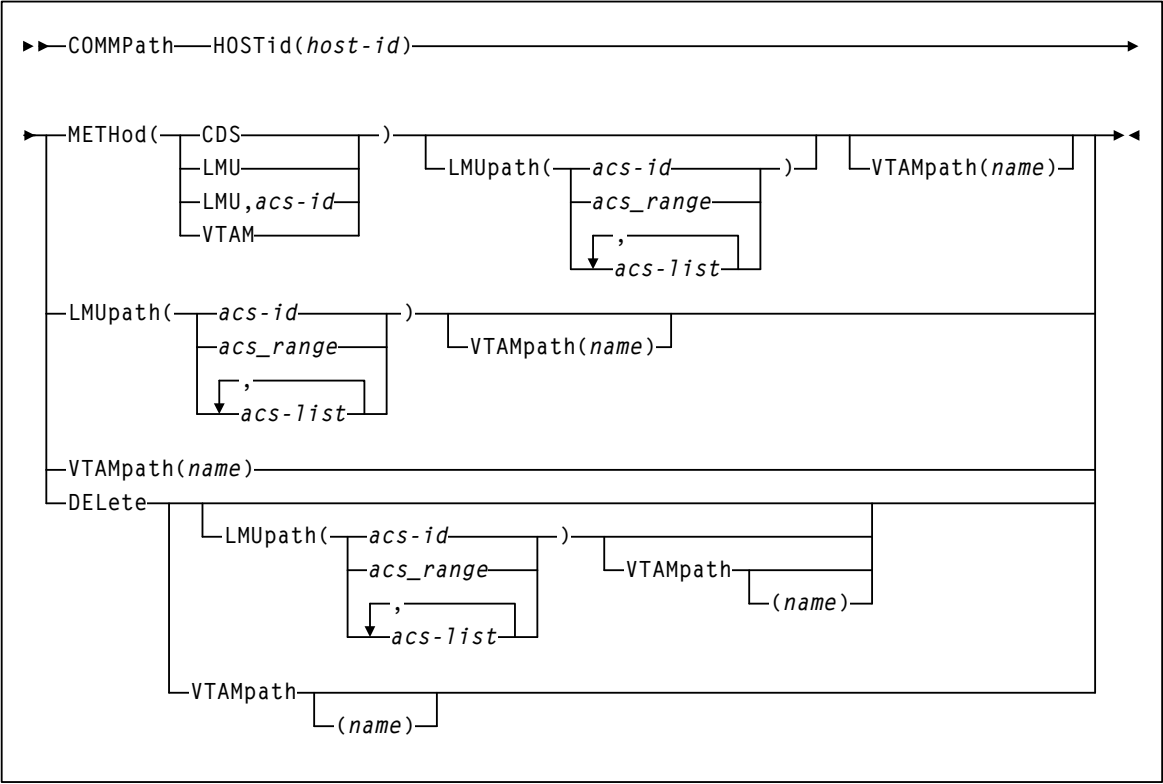 COMMPath HOSTid(host-id)
METHod( CDS ) LMUpath( acs-id ) VTAMpath(name)
LMU acs_range
LMU,acs-id ,
VTAM acs-list
LMUpath( acs-id ) VTAMpath(name)
acs_range
,
acs-list
VTAMpath(name)
DELete
LMUpath( acs-id ) VTAMpath
acs_range (name)
,
acs-list
VTAMpath
(name)